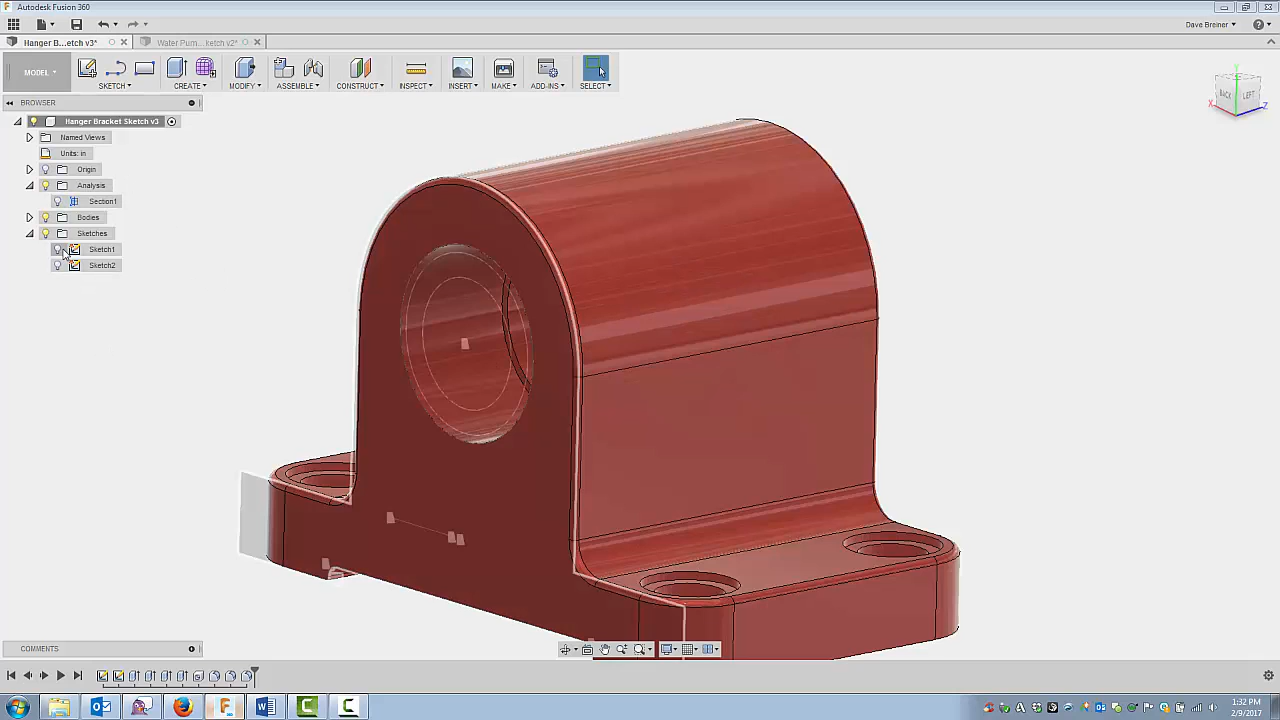 Autodesk Fusion 360
Dave Breiner
Hanger B...etch v3*
Water Pum...ketch v2*
MODEL
SKETCH
CREATE
MODIFY
ASSEMBLE
CONSTRUCT
INSPECT
INSERT
MAKE
ADD-INS
SELECT
BROWSER
Hanger Bracket Sketch v3
Named Views
Units: in
Origin
Analysis
Section1
Bodies
Sketches
Sketch1
Sketch2
BACK
LEFT
X
Y
Z
COMMENTS
1:32 PM
2/9/2017